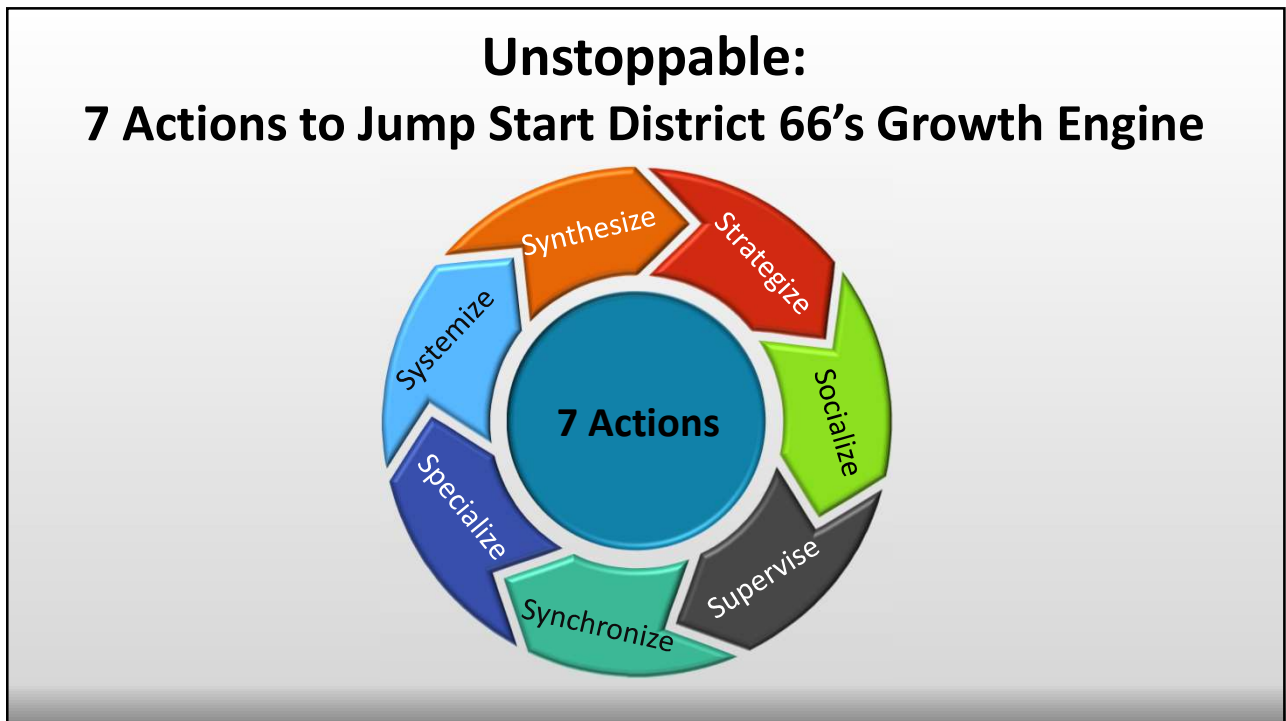 Unstoppable:
7 Actions to Jump Start District 66’s Growth Engine
Synthesize
Strategize
Socialize
Supervise
Synchronize
Specialize
Systemize
7 Actions